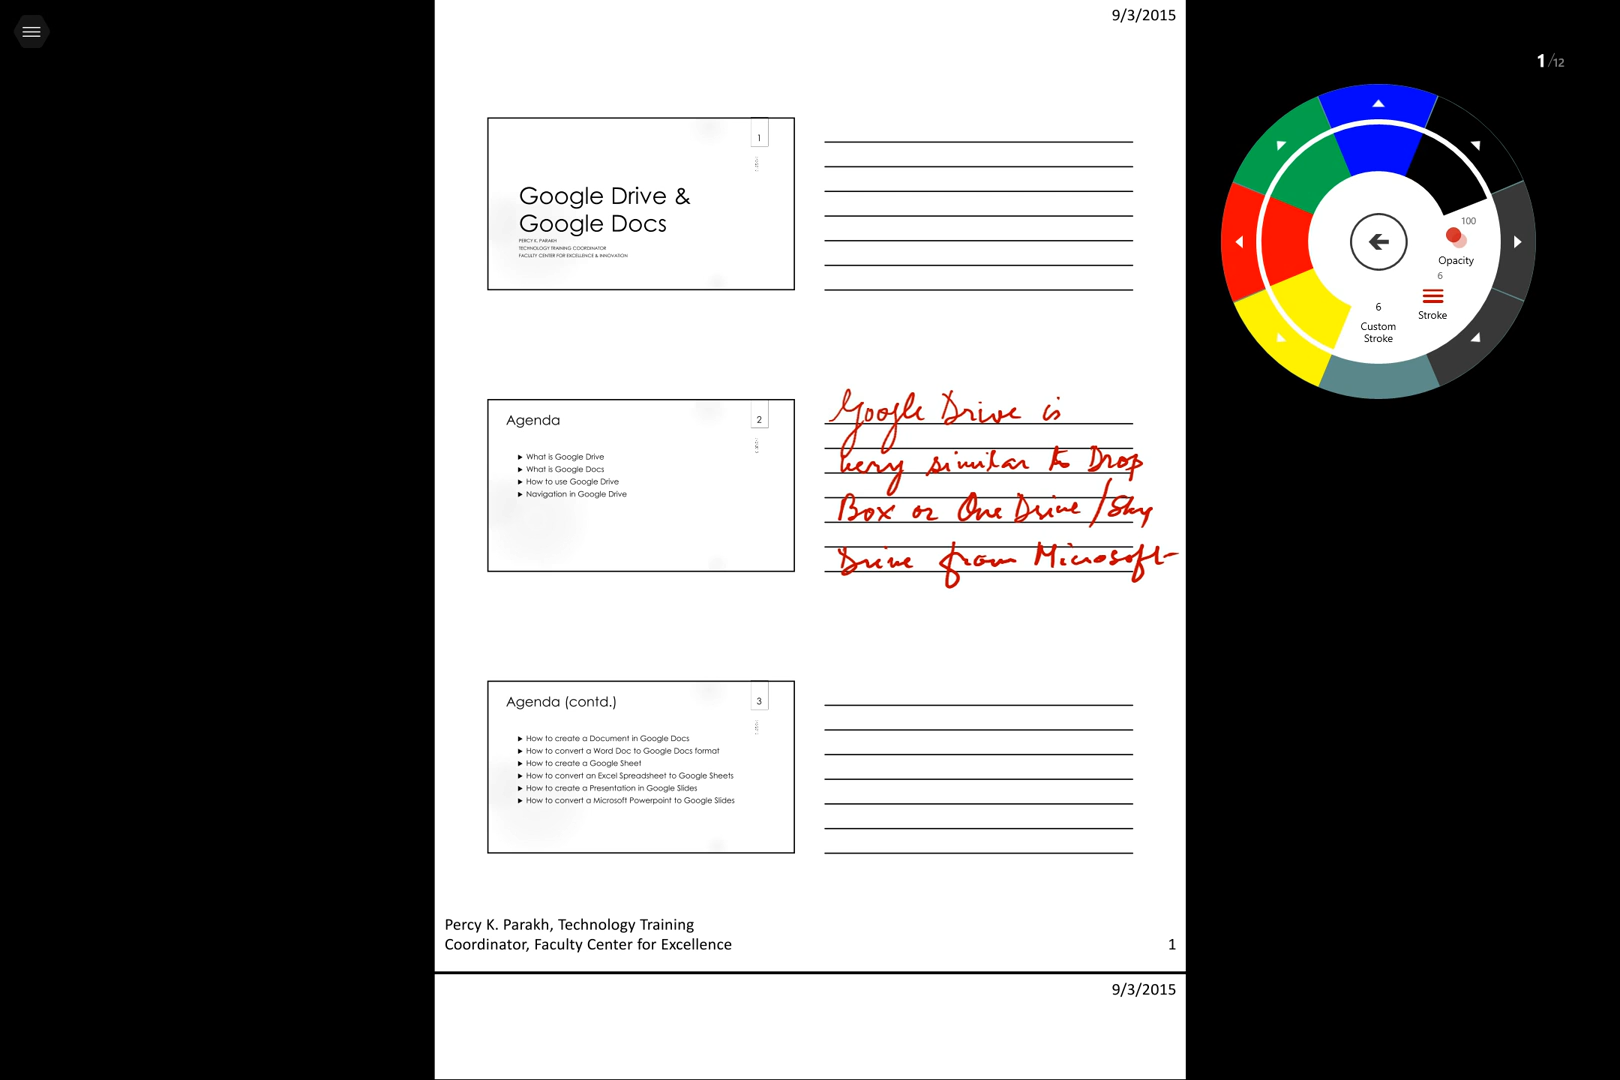 9/3/2015
1/12
1
Google Drive &
Google Docs
PERCY K. PARAKH
TECHNOLOGY TRAINING COORDINATOR
FACULTY CENTER FOR EXCELLENCE & INNOVATION
100
Opacity
6
Stroke
6
Custom
Stroke
2
Agenda
What is Google Drive
What is Google Docs
How to use Google Drive
Navigation in Google Drive
Google Drive is
very similar to Drop
Box or One Drive/Sky
Drive from Microsoft
3
Agenda (contd.)
How to create a Document in Google Docs
How to convert a Word Doc to Google Docs format
How to create a Google Sheet
How to convert an Excel Spreadsheet to Google Sheets
How to create a Presentation in Google Slides
How to convert a Microsoft Powerpoint to Google Slides
Percy K. Parakh, Technology Training
Coordinator, Faculty Center for Excellence
1
9/3/2015